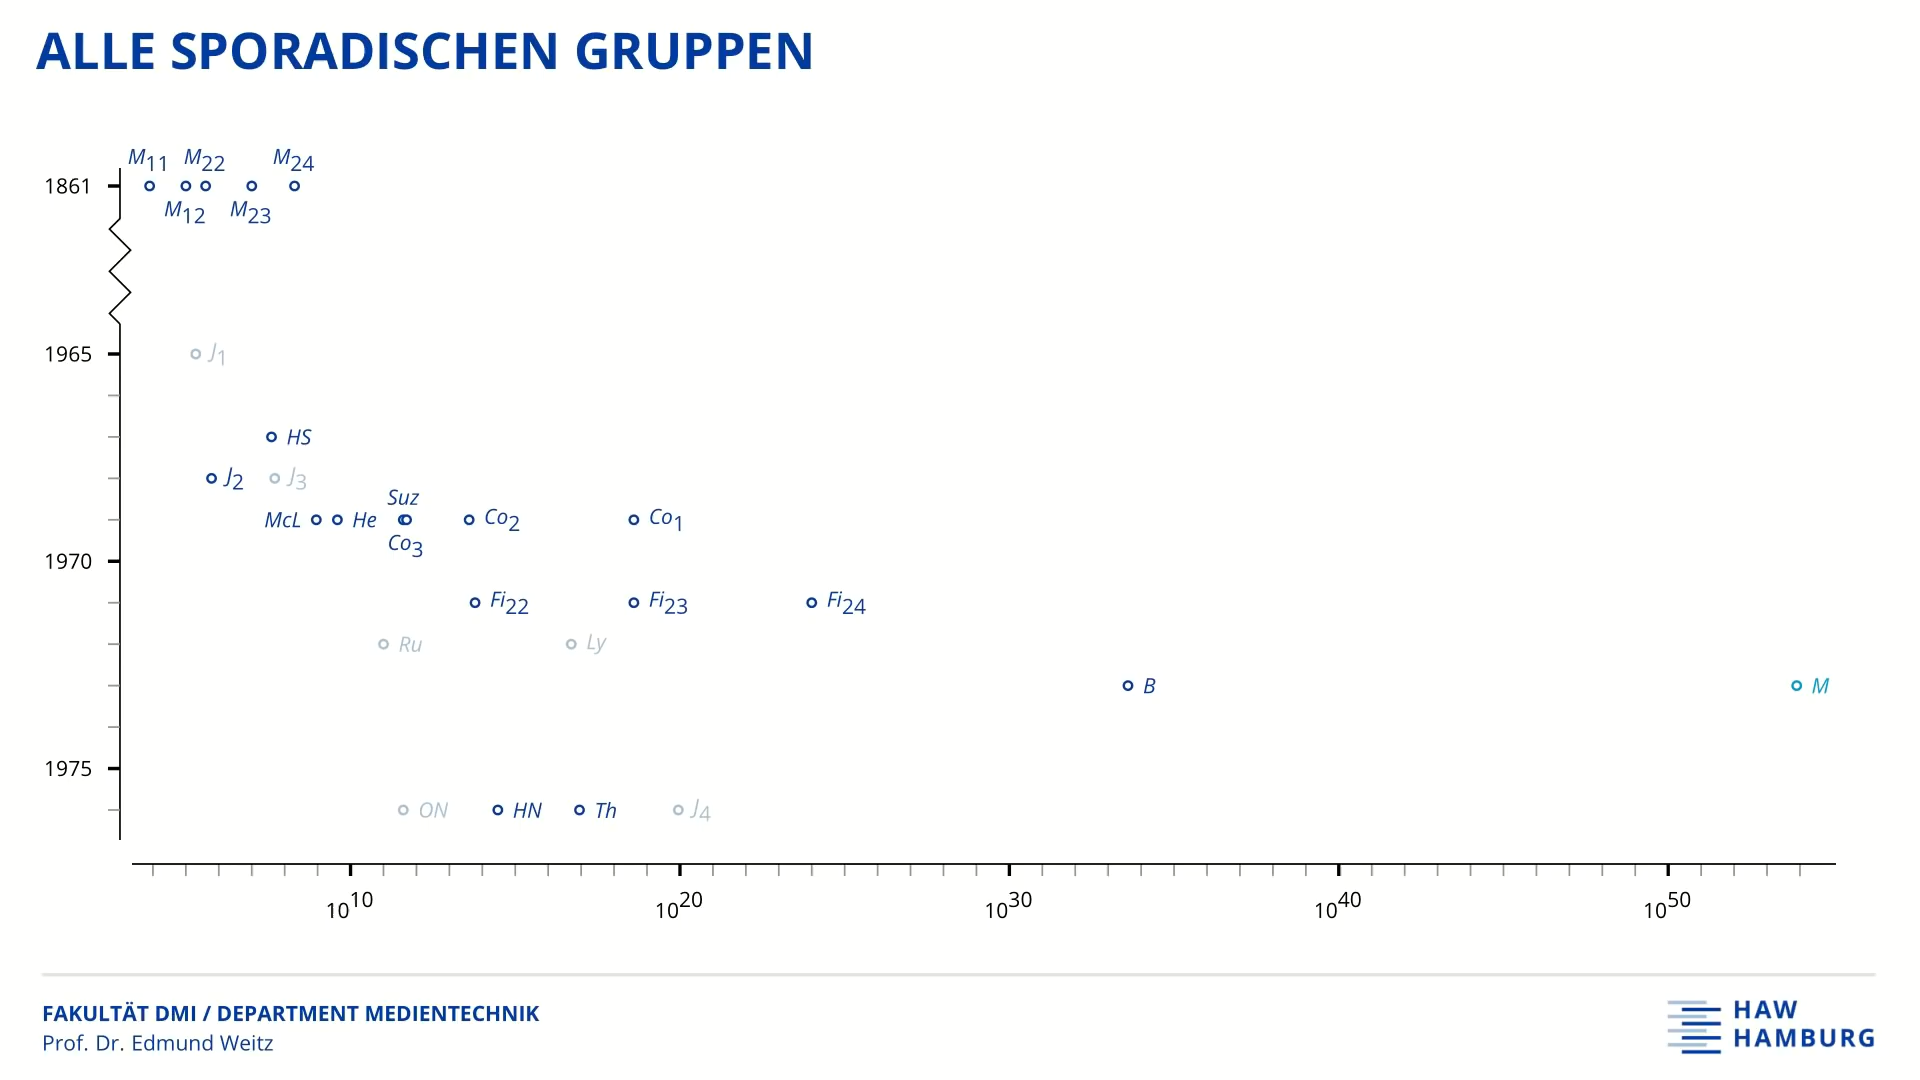 ALLE SPORADISCHEN GRUPPEN
M11 M22 M24
1861
M12 M23
1965 J1
HS
J2 J3
Suz
McL He Co2 Co1
Co3
1970
Fi22 Fi23 Fi24
Ru Ly
B M
1975
ON HN Th J4
10^10 10^20 10^30 10^40 10^50
FAKULTÄT DMI / DEPARTMENT MEDIENTECHNIK
Prof. Dr. Edmund Weitz
HAW
HAMBURG